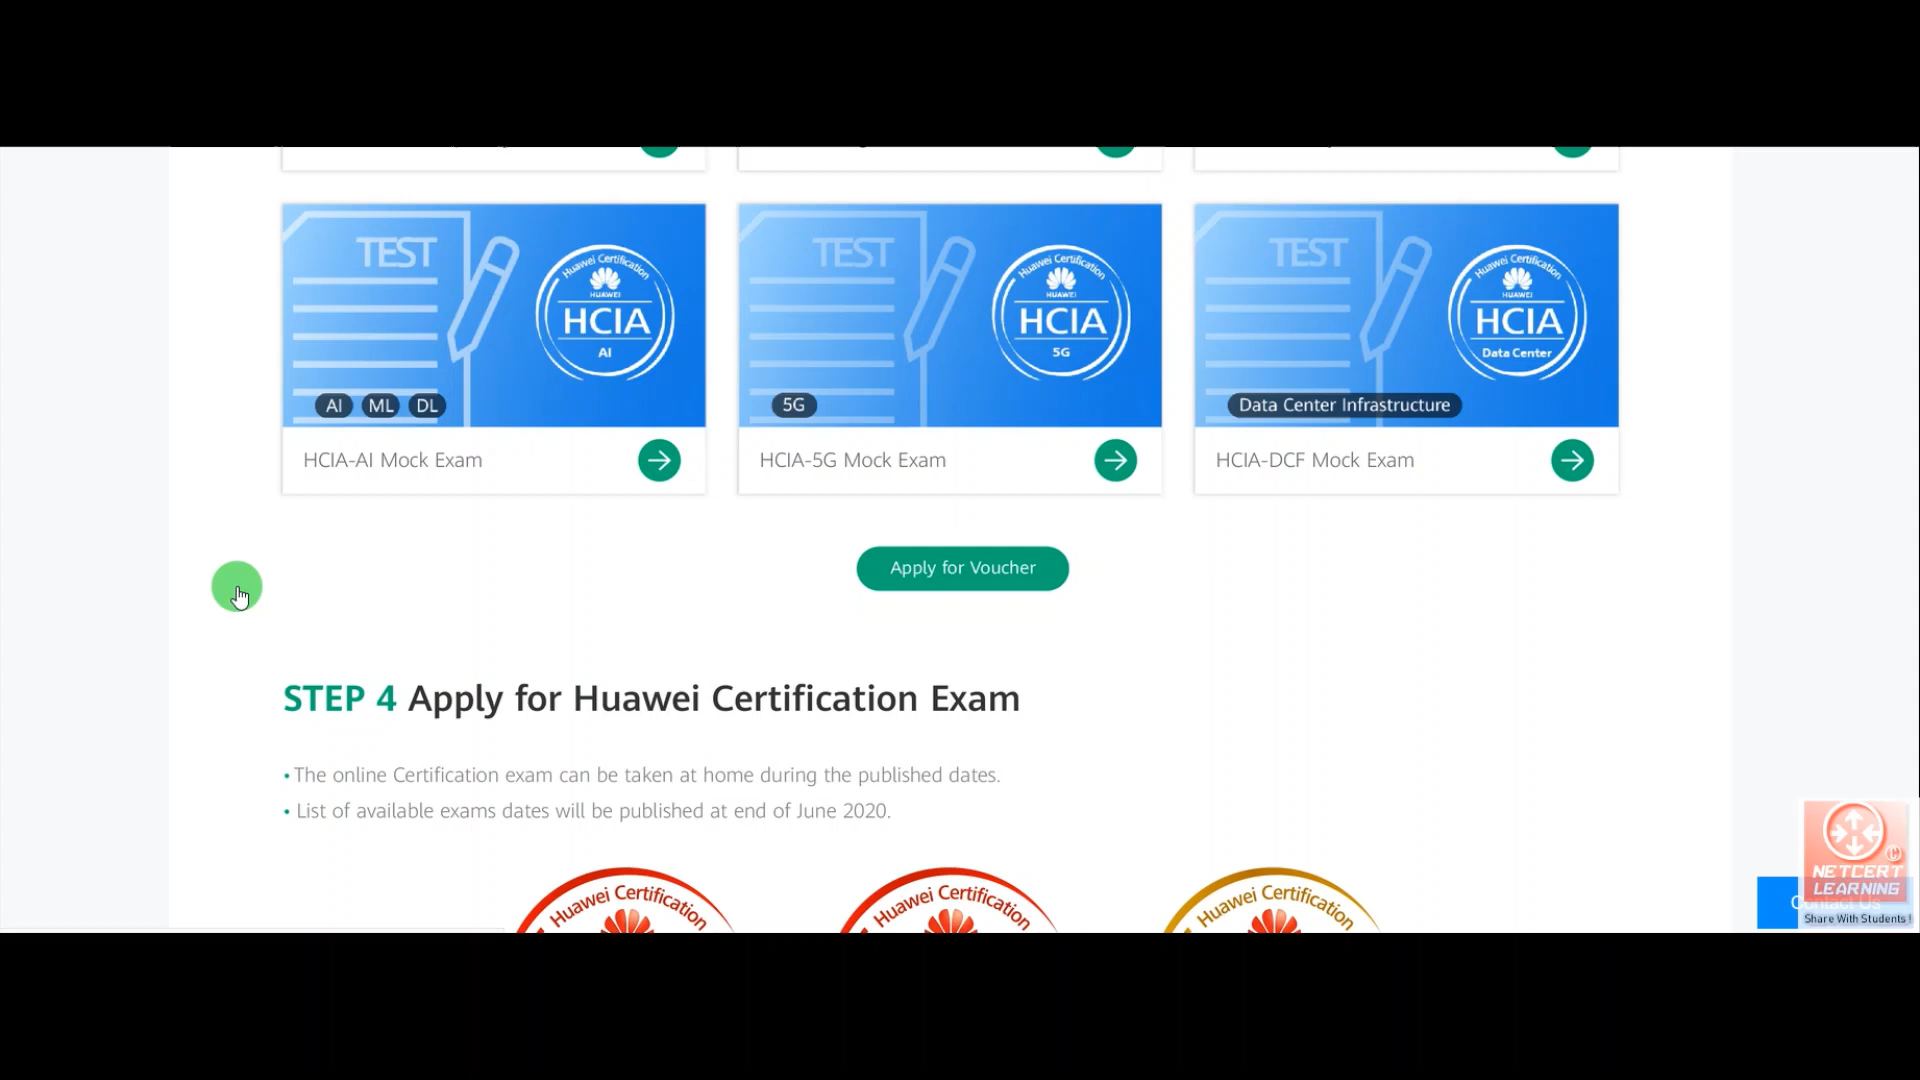 TEST
Huawei Certification
HUAWEI
HCIA
AI
AI ML DL
HCIA-AI Mock Exam
TEST
Huawei Certification
HUAWEI
HCIA
5G
5G
HCIA-5G Mock Exam
TEST
Huawei Certification
HUAWEI
HCIA
Data Center
Data Center Infrastructure
HCIA-DCF Mock Exam
Apply for Voucher
STEP 4 Apply for Huawei Certification Exam
• The online Certification exam can be taken at home during the published dates.
• List of available exams dates will be published at end of June 2020.
Huawei Certification
Huawei Certification
Huawei Certification
©
NETCERT
LEARNING
Contact Us
Share With Students !